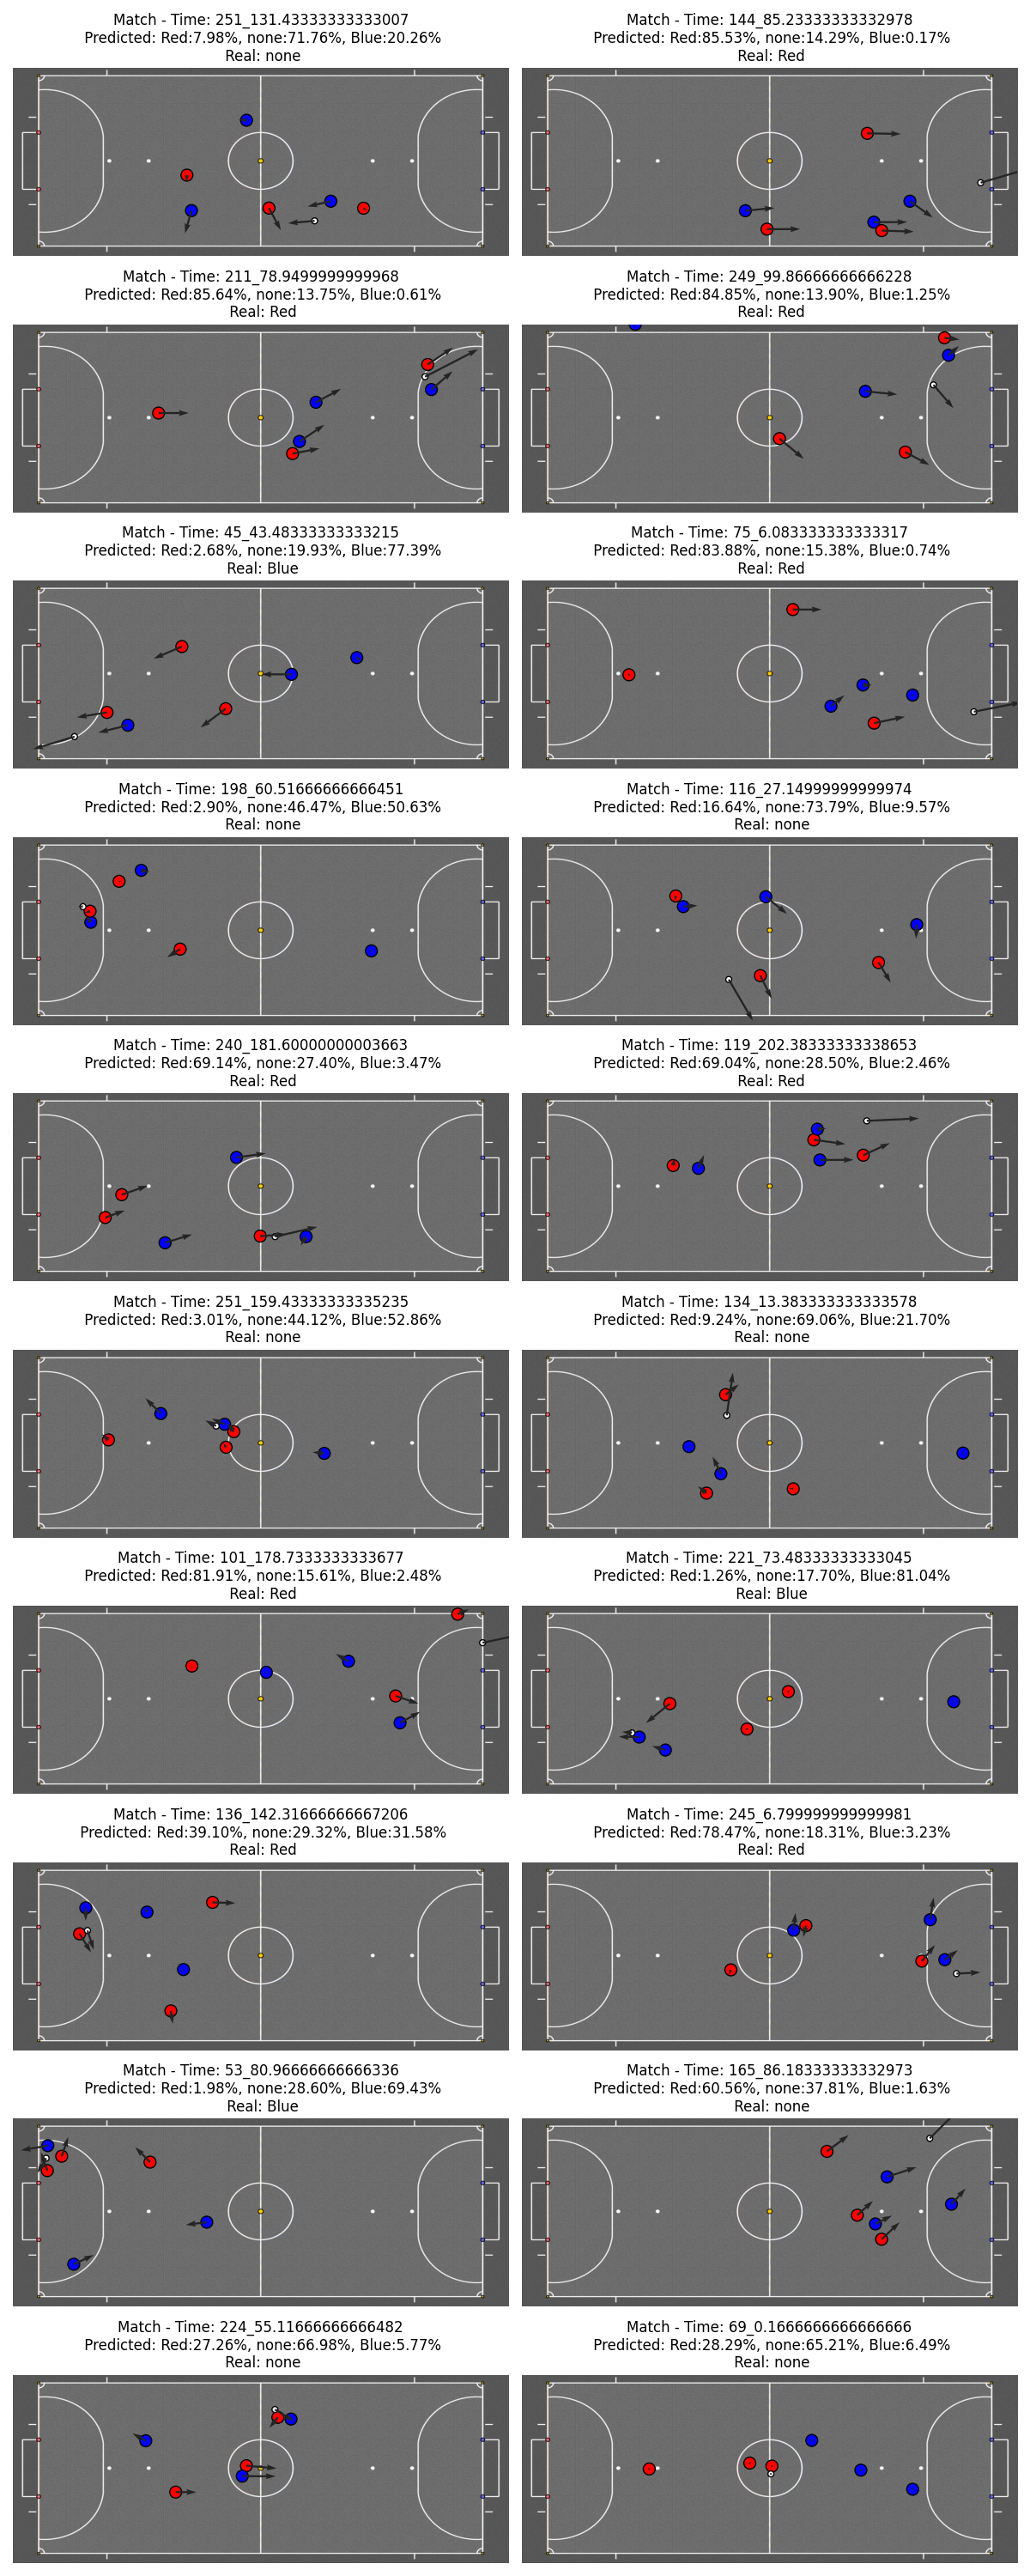 Match - Time: 251_131.43333333333007
Predicted: Red:7.98%, none:71.76%, Blue:20.26%
Real: none
Match - Time: 144_85.23333333332978
Predicted: Red:85.53%, none:14.29%, Blue:0.17%
Real: Red
Match - Time: 211_78.9499999999968
Predicted: Red:85.64%, none:13.75%, Blue:0.61%
Real: Red
Match - Time: 249_99.86666666666228
Predicted: Red:84.85%, none:13.90%, Blue:1.25%
Real: Red
Match - Time: 45_43.48333333333215
Predicted: Red:2.68%, none:19.93%, Blue:77.39%
Real: Blue
Match - Time: 75_6.083333333333317
Predicted: Red:83.88%, none:15.38%, Blue:0.74%
Real: Red
Match - Time: 198_60.51666666666451
Predicted: Red:2.90%, none:46.47%, Blue:50.63%
Real: none
Match - Time: 116_27.14999999999974
Predicted: Red:16.64%, none:73.79%, Blue:9.57%
Real: none
Match - Time: 240_181.60000000003663
Predicted: Red:69.14%, none:27.40%, Blue:3.47%
Real: Red
Match - Time: 119_202.38333333338653
Predicted: Red:69.04%, none:28.50%, Blue:2.46%
Real: Red
Match - Time: 251_159.43333333335235
Predicted: Red:3.01%, none:44.12%, Blue:52.86%
Real: none
Match - Time: 134_13.383333333333578
Predicted: Red:9.24%, none:69.06%, Blue:21.70%
Real: none
Match - Time: 101_178.7333333333677
Predicted: Red:81.91%, none:15.61%, Blue:2.48%
Real: Red
Match - Time: 221_73.48333333333045
Predicted: Red:1.26%, none:17.70%, Blue:81.04%
Real: Blue
Match - Time: 136_142.31666666667206
Predicted: Red:39.10%, none:29.32%, Blue:31.58%
Real: Red
Match - Time: 245_6.799999999999981
Predicted: Red:78.47%, none:18.31%, Blue:3.23%
Real: Red
Match - Time: 53_80.96666666666336
Predicted: Red:1.98%, none:28.60%, Blue:69.43%
Real: Blue
Match - Time: 165_86.18333333332973
Predicted: Red:60.56%, none:37.81%, Blue:1.63%
Real: none
Match - Time: 224_55.11666666666482
Predicted: Red:27.26%, none:66.98%, Blue:5.77%
Real: none
Match - Time: 69_0.16666666666666666
Predicted: Red:28.29%, none:65.21%, Blue:6.49%
Real: none